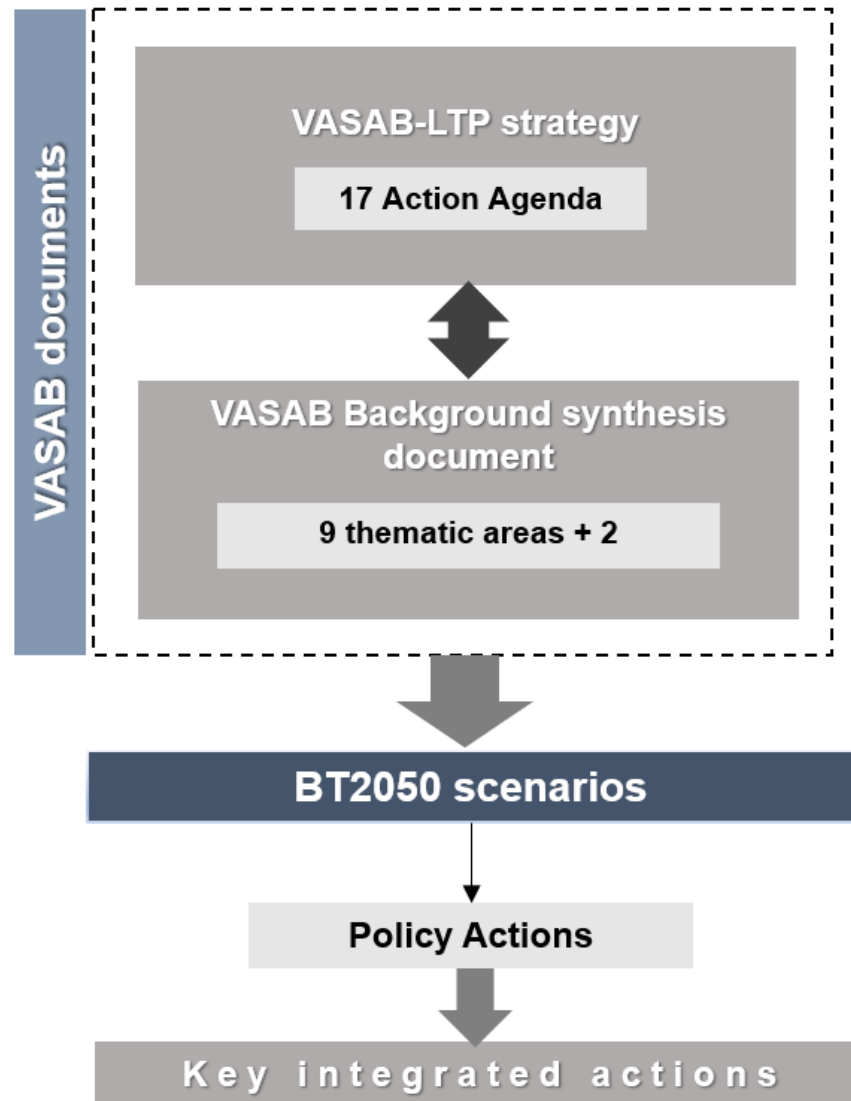 VASAB documents
VASAB-LTP strategy
17 Action Agenda
VASAB Background synthesis
document
9 thematic areas + 2
BT2050 scenarios
Policy Actions
Key integrated actions